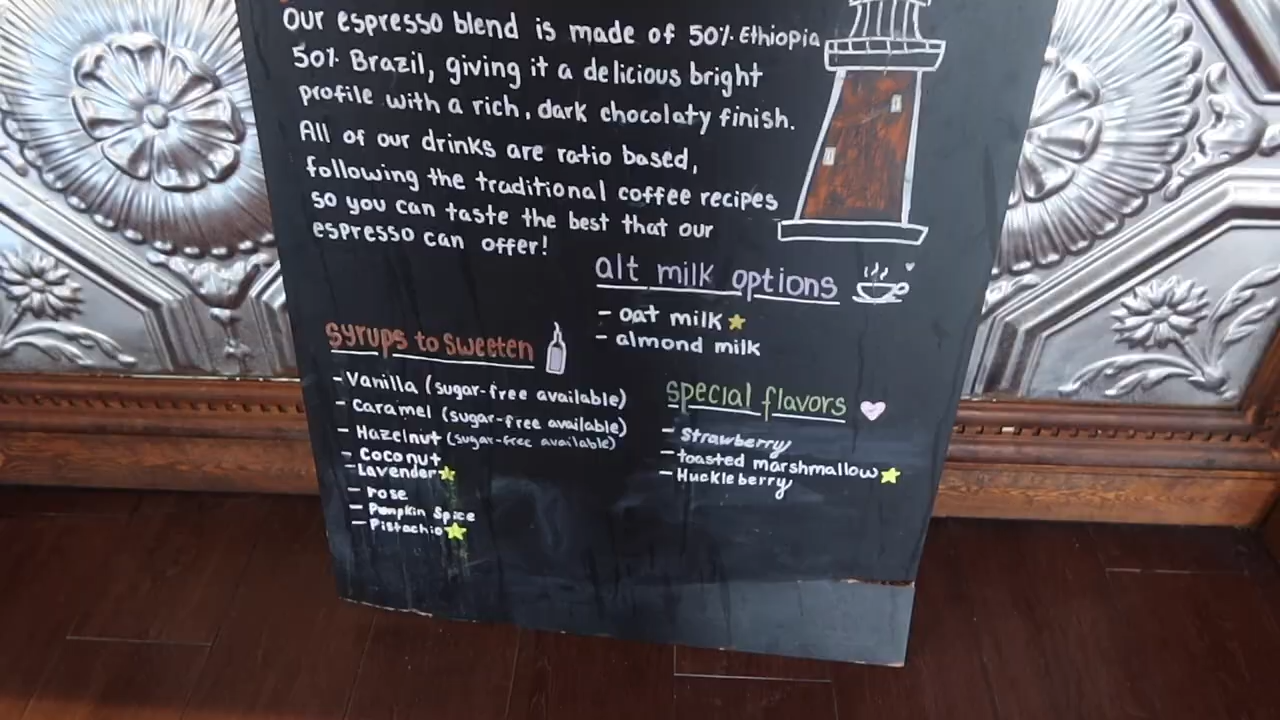 Our espresso blend is made of 50% Ethiopia
50% Brazil, giving it a delicious bright
profile with a rich, dark chocolaty finish.
All of our drinks are ratio based,
following the traditional coffee recipes
so you can taste the best that our
espresso can offer!
alt milk options
- oat milk
- almond milk
Syrups to sweeten
- Vanilla (sugar-free available)
- Caramel (sugar-free available)
- Hazelnut (sugar-free available)
- Coconut
- Lavender
- rose
- Pumpkin Spice
- Pistachio
special flavors
- Strawberry
- toasted marshmallow
- Huckleberry